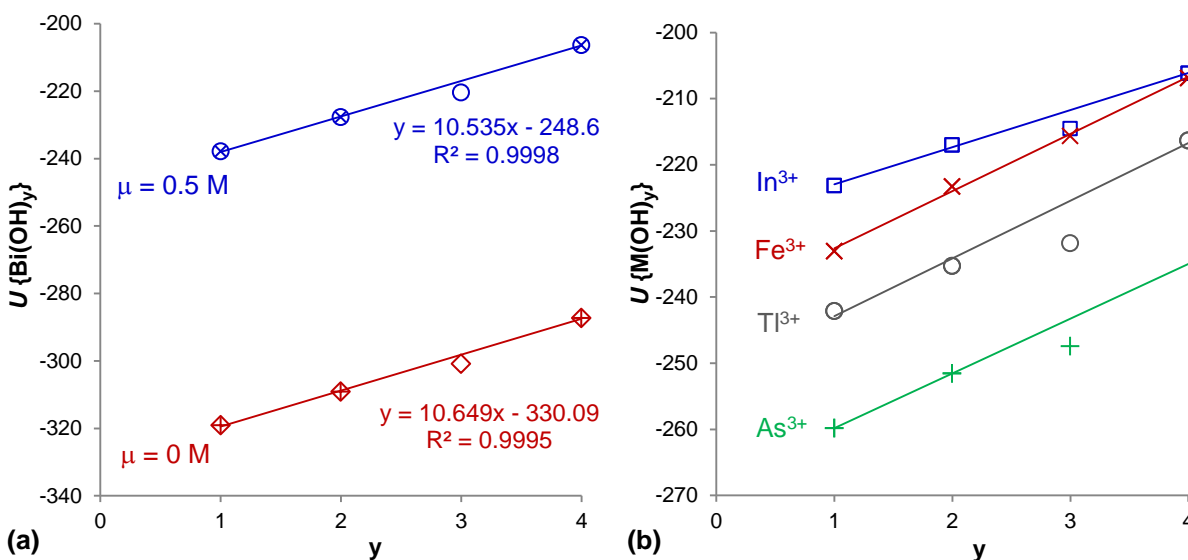 -200
-220
-240
-260
-280
-300
-320
-340
0
1
2
3
4
U {Bi(OH)y}
y
y = 10.535x - 248.6
R² = 0.9998
μ = 0.5 M
y = 10.649x - 330.09
R² = 0.9995
μ = 0 M
(a)
-200
-210
-220
-230
-240
-250
-260
-270
0
1
2
3
4
U {M(OH)y}
y
In³⁺
Fe³⁺
Tl³⁺
As³⁺
(b)